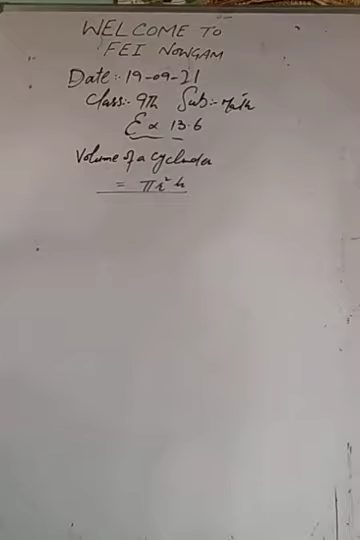 WELCOME TO
FEI NOWGAM
Date:- 19-09-21
Class:- 9th Sub:- Math
Ex 13.6
Volume of a cylinder
= πr²h